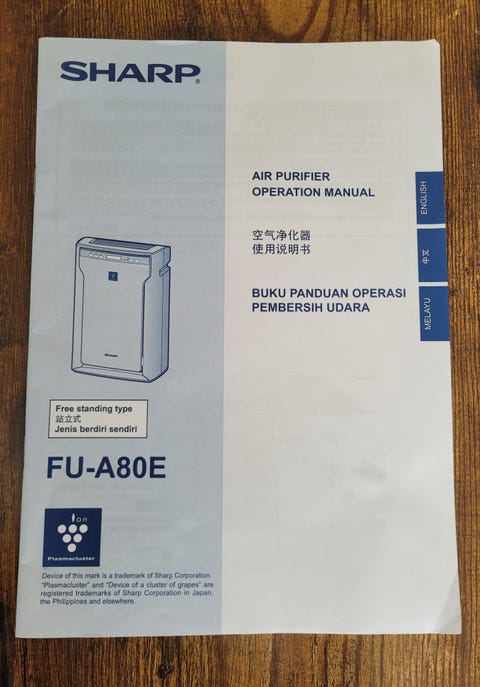 SHARP®
AIR PURIFIER
OPERATION MANUAL
空气净化器
使用说明书
BUKU PANDUAN OPERASI
PEMBERSIH UDARA
ENGLISH
中文
MELAYU
SHARP
Free standing type
站立式
Jenis berdiri sendiri
FU-A80E
Ion
Plasmacluster
Device of this mark is a trademark of Sharp Corporation.
"Plasmacluster" and "Device of a cluster of grapes" are
registered trademarks of Sharp Corporation in Japan,
the Philippines and elsewhere.